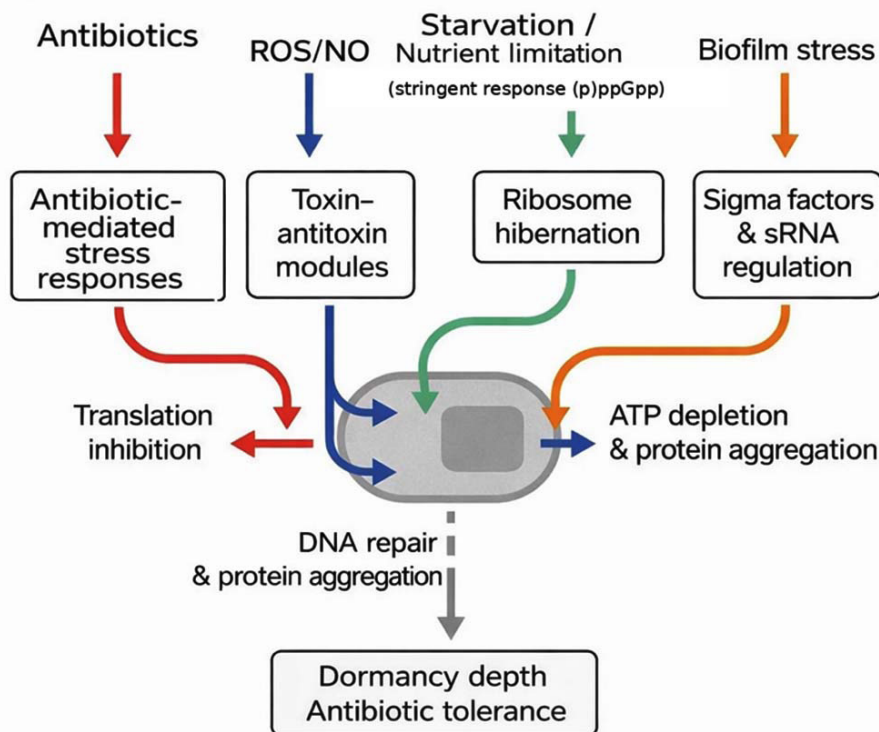 Antibiotics
ROS/NO
Starvation /
Nutrient limitation
(stringent response (p)ppGpp)
Biofilm stress
Antibiotic-
mediated
stress
responses
Toxin–
antitoxin
modules
Ribosome
hibernation
Sigma factors
& sRNA
regulation
Translation
inhibition
ATP depletion
& protein aggregation
DNA repair
& protein aggregation
Dormancy depth
Antibiotic tolerance